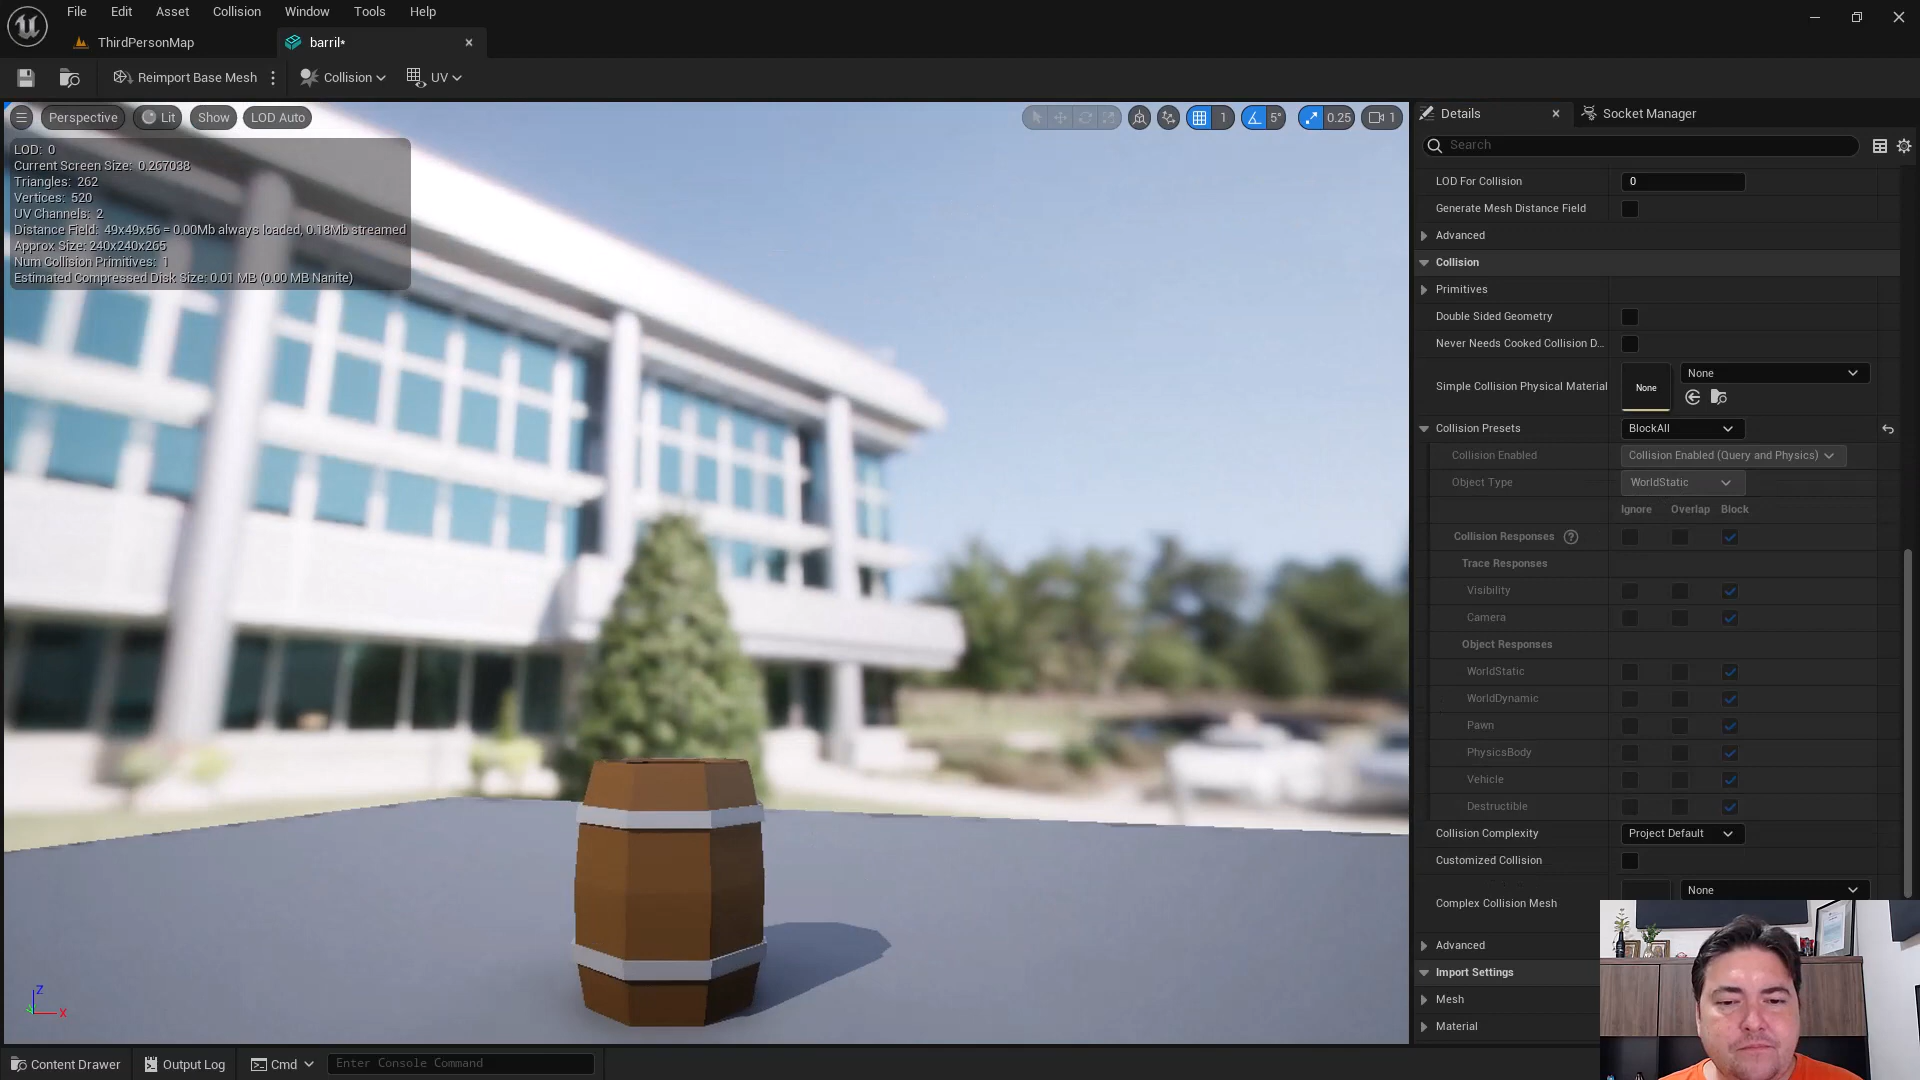 File Edit Asset Collision Window Tools Help
ThirdPersonMap
barril*
Reimport Base Mesh
Collision
UV
Perspective
Lit
Show
LOD Auto
1
5°
0.25
1
LOD: 0
Current Screen Size: 0.267038
Triangles: 262
Vertices: 520
UV Channels: 2
Distance Field: 49x49x56 = 0.00Mb always loaded, 0.18Mb streamed
Approx Size: 240x240x265
Num Collision Primitives: 1
Estimated Compressed Disk Size: 0.01 MB (0.00 MB Nanite)
Z
X
Details
Socket Manager
Search
LOD For Collision 0
Generate Mesh Distance Field
Advanced
Collision
Primitives
Double Sided Geometry
Never Needs Cooked Collision D...
Simple Collision Physical Material None None
Collision Presets BlockAll
Collision Enabled Collision Enabled (Query and Physics)
Object Type WorldStatic
Ignore Overlap Block
Collision Responses ?
Trace Responses
Visibility
Camera
Object Responses
WorldStatic
WorldDynamic
Pawn
PhysicsBody
Vehicle
Destructible
Collision Complexity Project Default
Customized Collision
None
Complex Collision Mesh
Advanced
Import Settings
Mesh
Material
Content Drawer
Output Log
Cmd
Enter Console Command